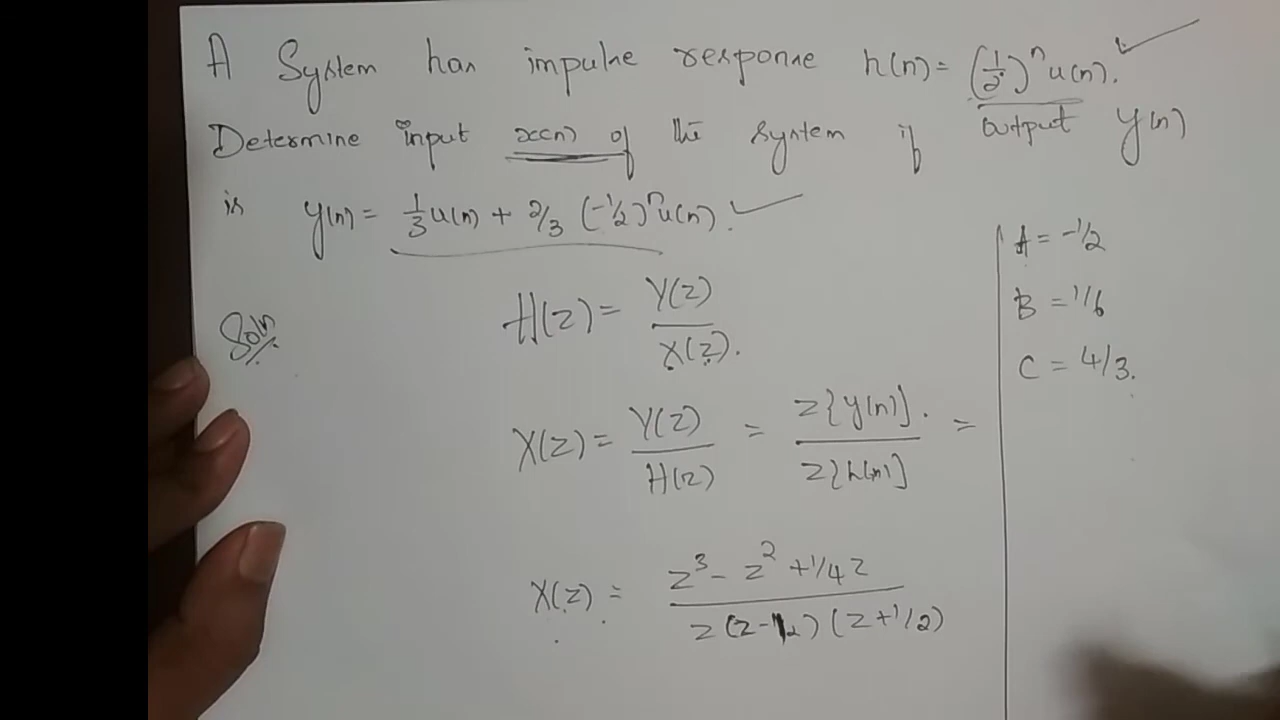 A System has impulse response h(n) = (1/2)^n u(n).
Determine input x(n) of the system if output y(n)
is y(n) = 1/3 u(n) + 2/3 (-1/2)^n u(n).
Soln
H(z) = Y(z) / X(z).
X(z) = Y(z) / H(z) = Z{y(n)}. / Z{h(n)} =
X(z) = z^3 - z^2 + 1/4 z / z(z-1/2)(z+1/2)
A = -1/2
B = 1/6
C = 4/3.